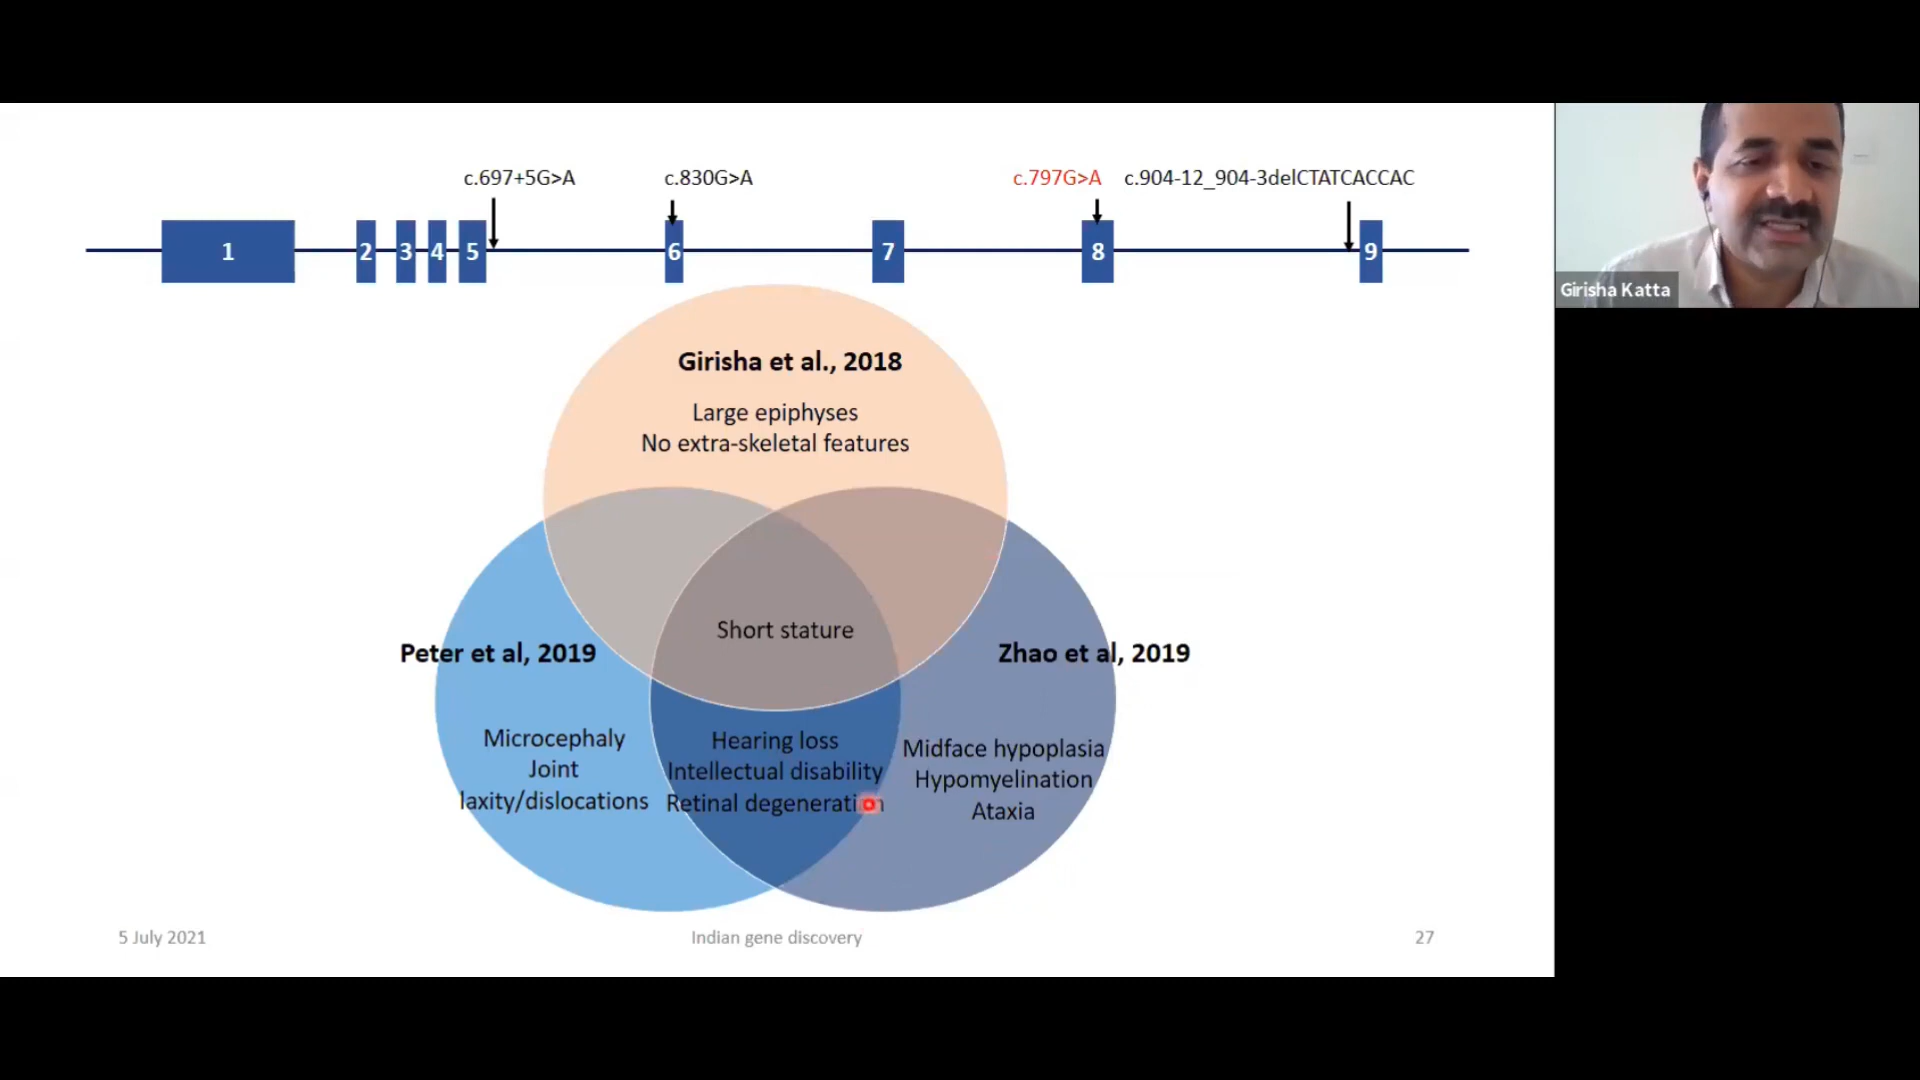 c.697+5G>A
c.830G>A
c.797G>A
c.904-12_904-3delCTATCACCAC
1
2
3
4
5
6
7
8
9
Girisha Katta
Girisha et al., 2018
Large epiphyses
No extra-skeletal features
Short stature
Peter et al, 2019
Zhao et al, 2019
Microcephaly
Joint
laxity/dislocations
Hearing loss
Intellectual disability
Retinal degeneration
Midface hypoplasia
Hypomyelination
Ataxia
5 July 2021
Indian gene discovery
27